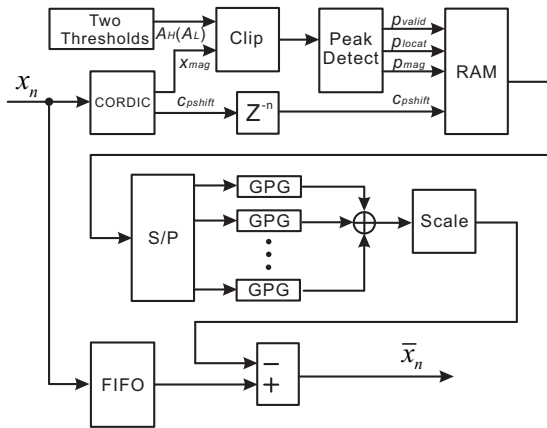 Two
Thresholds
A_H(A_L)
x_mag
Clip
Peak
Detect
p_valid
p_locat
p_mag
RAM
x_n
CORDIC
c_pshift
Z^-n
c_pshift
S/P
GPG
GPG
GPG
Scale
FIFO
−
+
x̄_n